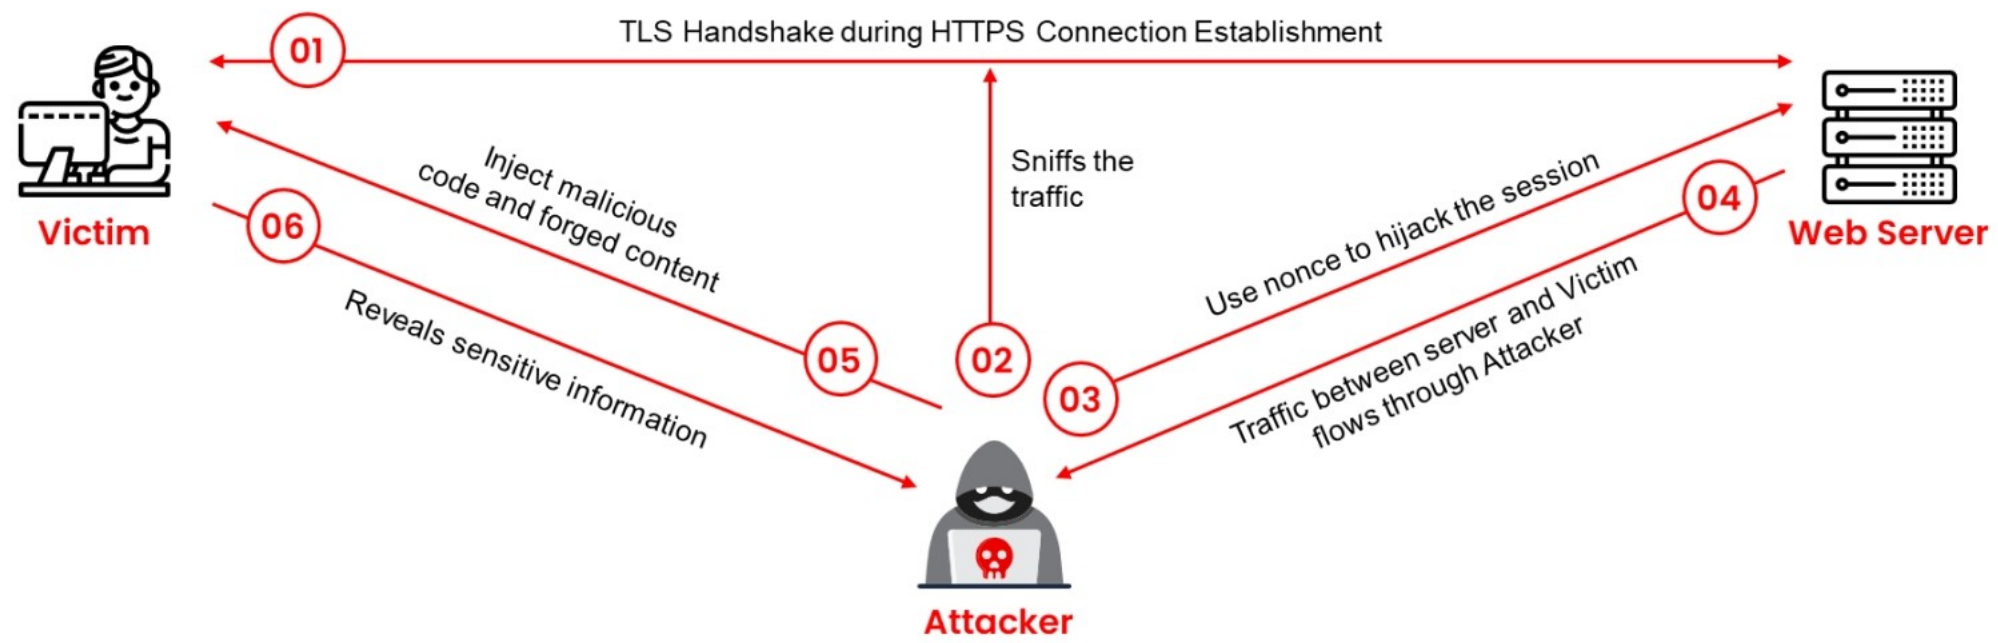 TLS Handshake during HTTPS Connection Establishment
01
Victim
Web Server
Sniffs the
traffic
02
Use nonce to hijack the session
03
04
Traffic between server and Victim
flows through Attacker
Inject malicious
code and forged content
05
06
Reveals sensitive information
Attacker